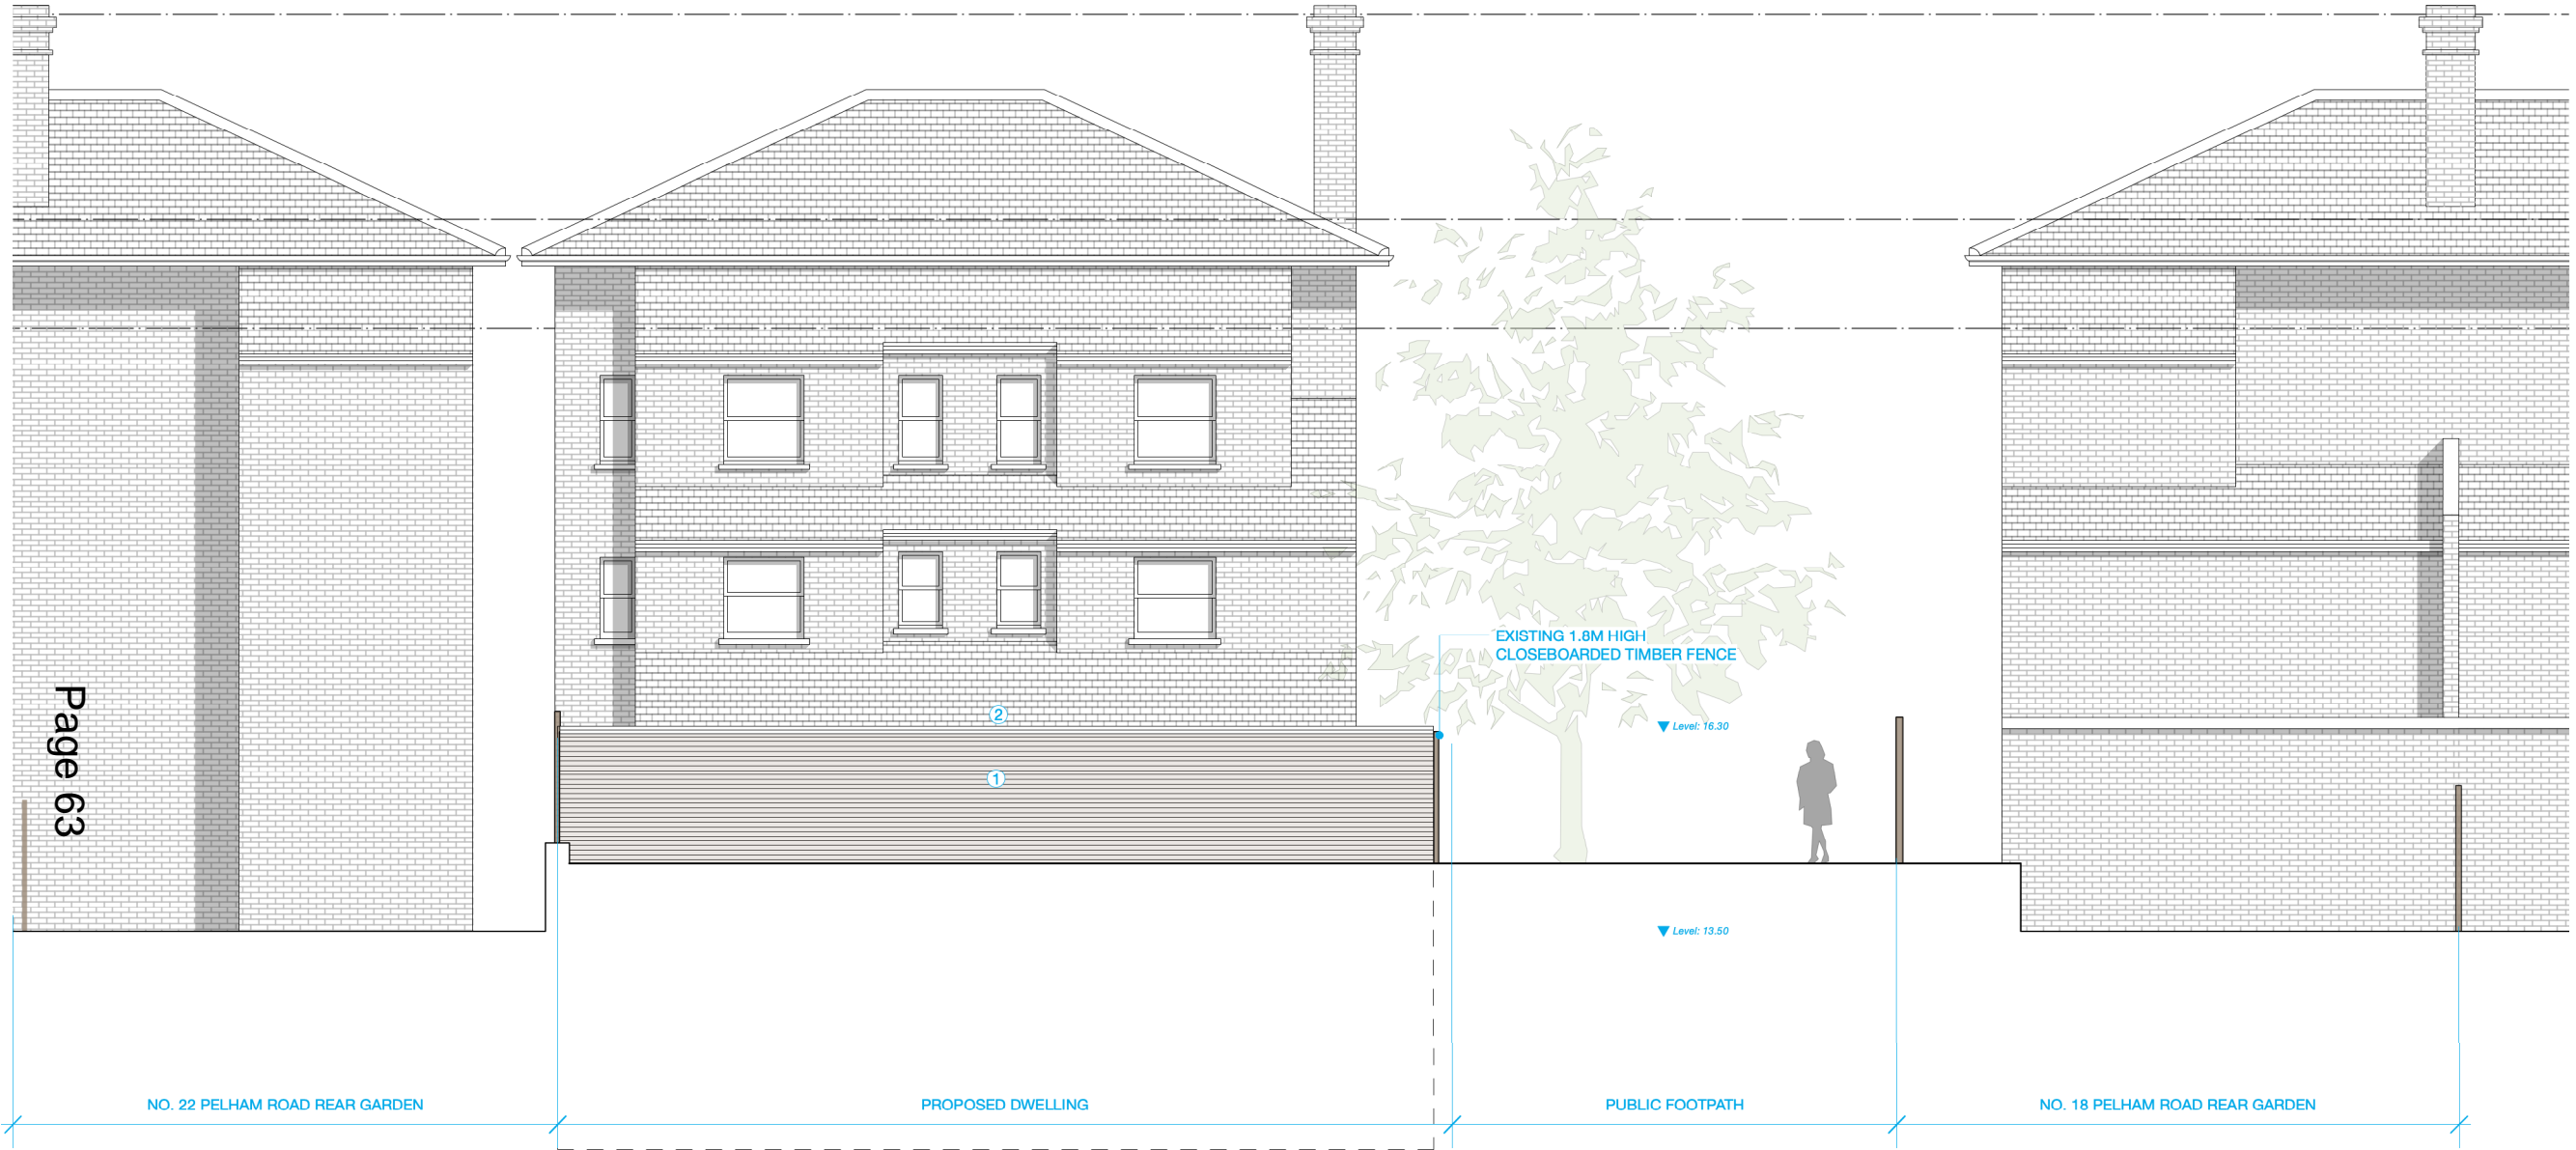 EXISTING 1.8M HIGH
CLOSEBOARDED TIMBER FENCE
Page 63
2
Level: 16.30
1
Level: 13.50
NO. 22 PELHAM ROAD REAR GARDEN
PROPOSED DWELLING
PUBLIC FOOTPATH
NO. 18 PELHAM ROAD REAR GARDEN